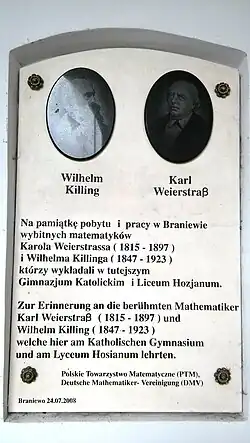 Wilhelm
Killing
Karl
Weierstraß
Na pamiątkę pobytu i pracy w Braniewie
wybitnych matematyków
Karola Weierstrassa ( 1815 - 1897 )
i Wilhelma Killinga ( 1847 - 1923 )
którzy wykładali w tutejszym
Gimnazjum Katolickim i Liceum Hozjanum.
Zur Erinnerung an die berühmten Mathematiker
Karl Weierstraß ( 1815 - 1897 ) und
Wilhelm Killing ( 1847 - 1923 )
welche hier am Katholischen Gymnasium
und am Lyceum Hosianum lehrten.
Polskie Towarzystwo Matematyczne (PTM),
Deutsche Mathematiker- Vereinigung (DMV)
Braniewo 24.07.2008